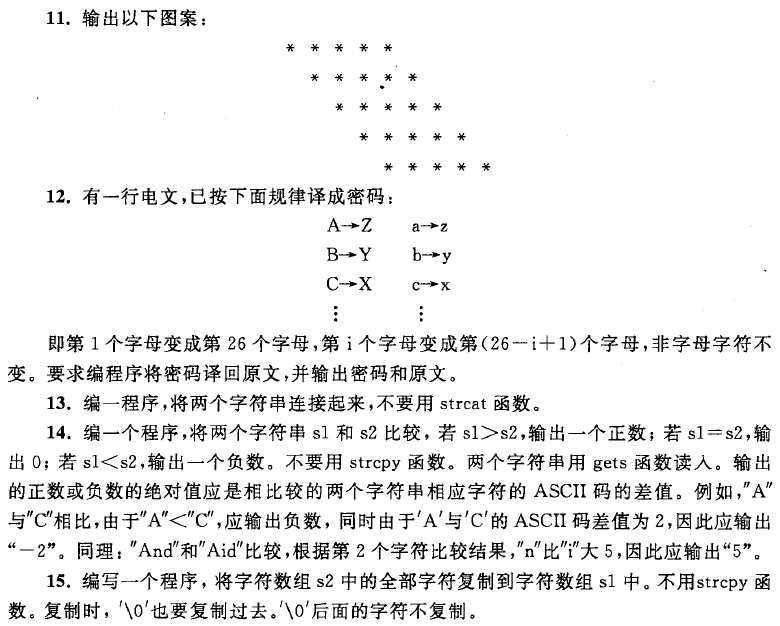 11. 输出以下图案：
* * * * *
* * * * *
* * * * *
* * * * *
* * * * *
12. 有一行电文,已按下面规律译成密码：
A→Z a→z
B→Y b→y
C→X c→x
⋮ ⋮
即第 1 个字母变成第 26 个字母,第 i 个字母变成第(26－i＋1)个字母,非字母字符不
变。要求编程序将密码译回原文,并输出密码和原文。
13. 编一程序,将两个字符串连接起来,不要用 strcat 函数。
14. 编一个程序,将两个字符串 s1 和 s2 比较, 若 s1>s2,输出一个正数; 若 s1=s2,输
出 0; 若 s1<s2,输出一个负数。不要用 strcpy 函数。两个字符串用 gets 函数读入。输出
的正数或负数的绝对值应是相比较的两个字符串相应字符的 ASCII 码的差值。例如,"A"
与"C"相比,由于"A"<"C",应输出负数, 同时由于'A'与'C'的 ASCII 码差值为 2,因此应输出
“－2”。同理："And"和"Aid"比较,根据第 2 个字符比较结果,"n"比"i"大 5,因此应输出“5”。
15. 编写一个程序, 将字符数组 s2 中的全部字符复制到字符数组 s1 中。不用strcpy 函
数。复制时, '\0'也要复制过去。'\0'后面的字符不复制。